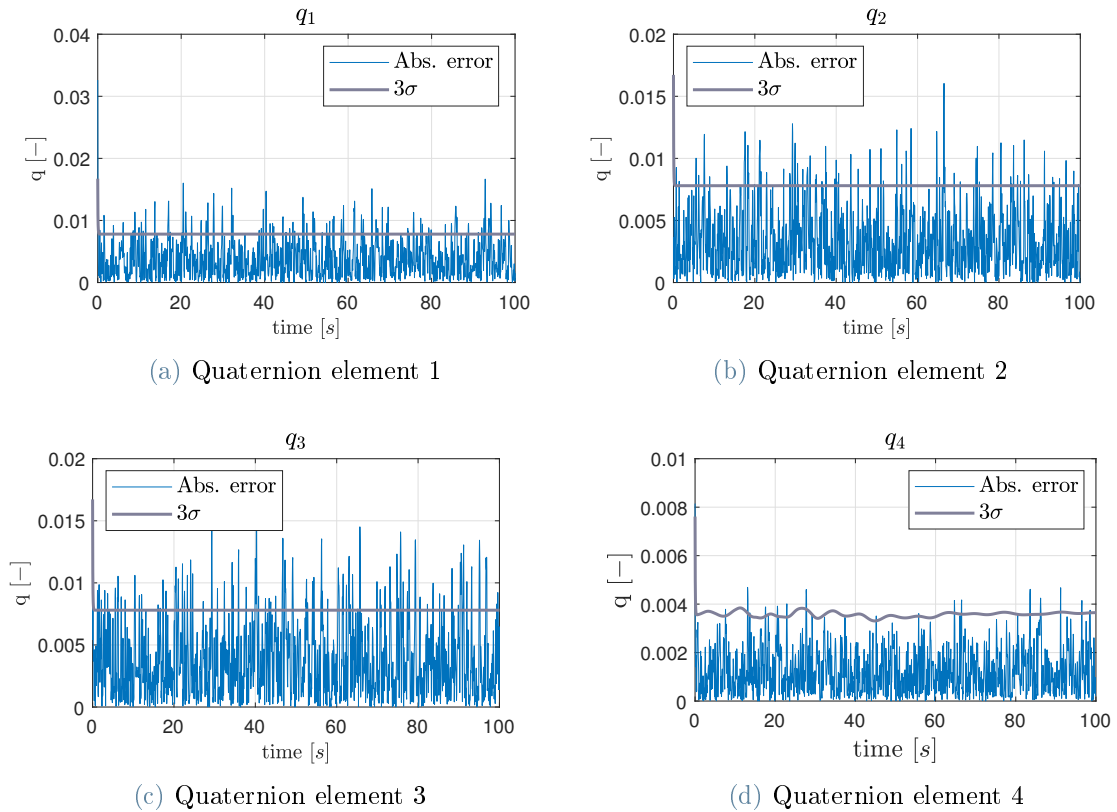 q1
0.04
0.03
0.02
0.01
0
q [−]
Abs. error
3σ
0 20 40 60 80 100
time [s]
(a) Quaternion element 1
q2
0.02
0.015
0.01
0.005
0
q [−]
Abs. error
3σ
0 20 40 60 80 100
time [s]
(b) Quaternion element 2
q3
0.02
0.015
0.01
0.005
0
q [−]
Abs. error
3σ
0 20 40 60 80 100
time [s]
(c) Quaternion element 3
q4
0.01
0.008
0.006
0.004
0.002
0
q [−]
Abs. error
3σ
0 20 40 60 80 100
time [s]
(d) Quaternion element 4